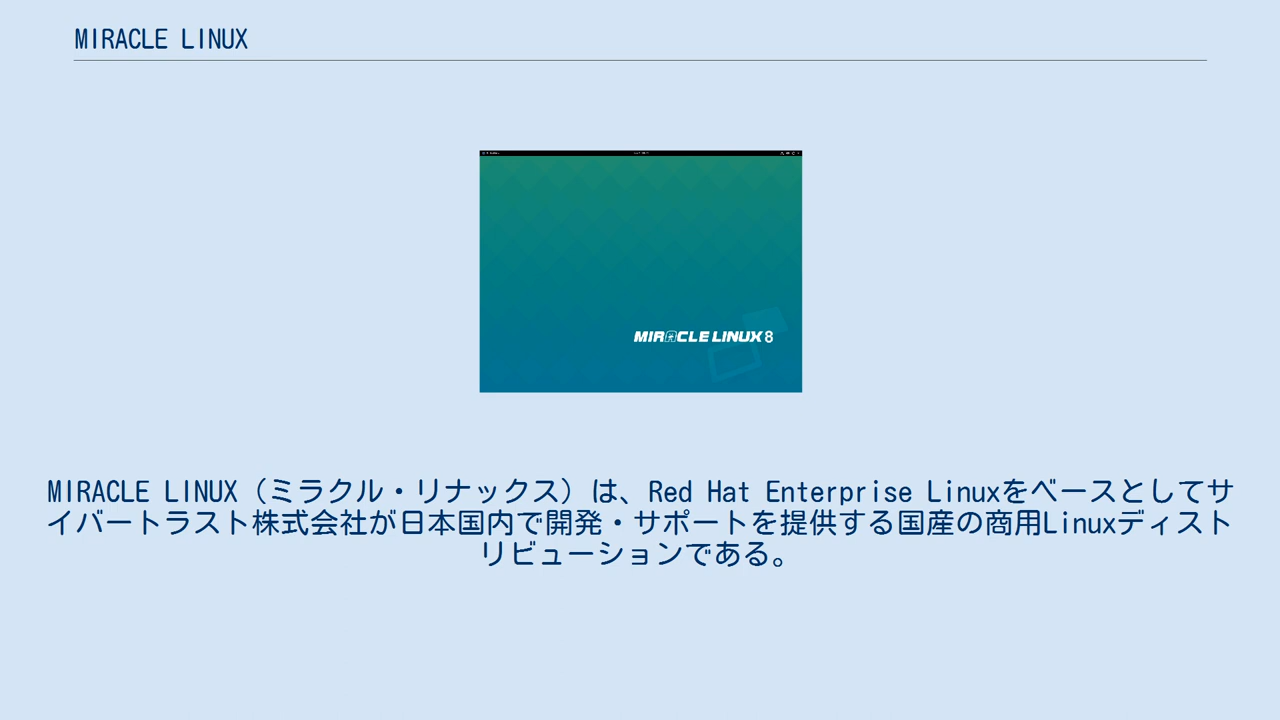 MIRACLE LINUX
MIRACLE LINUX 8
MIRACLE LINUX（ミラクル・リナックス）は、Red Hat Enterprise Linuxをベースとしてサ
イバートラスト株式会社が日本国内で開発・サポートを提供する国産の商用Linuxディスト
リビューションである。